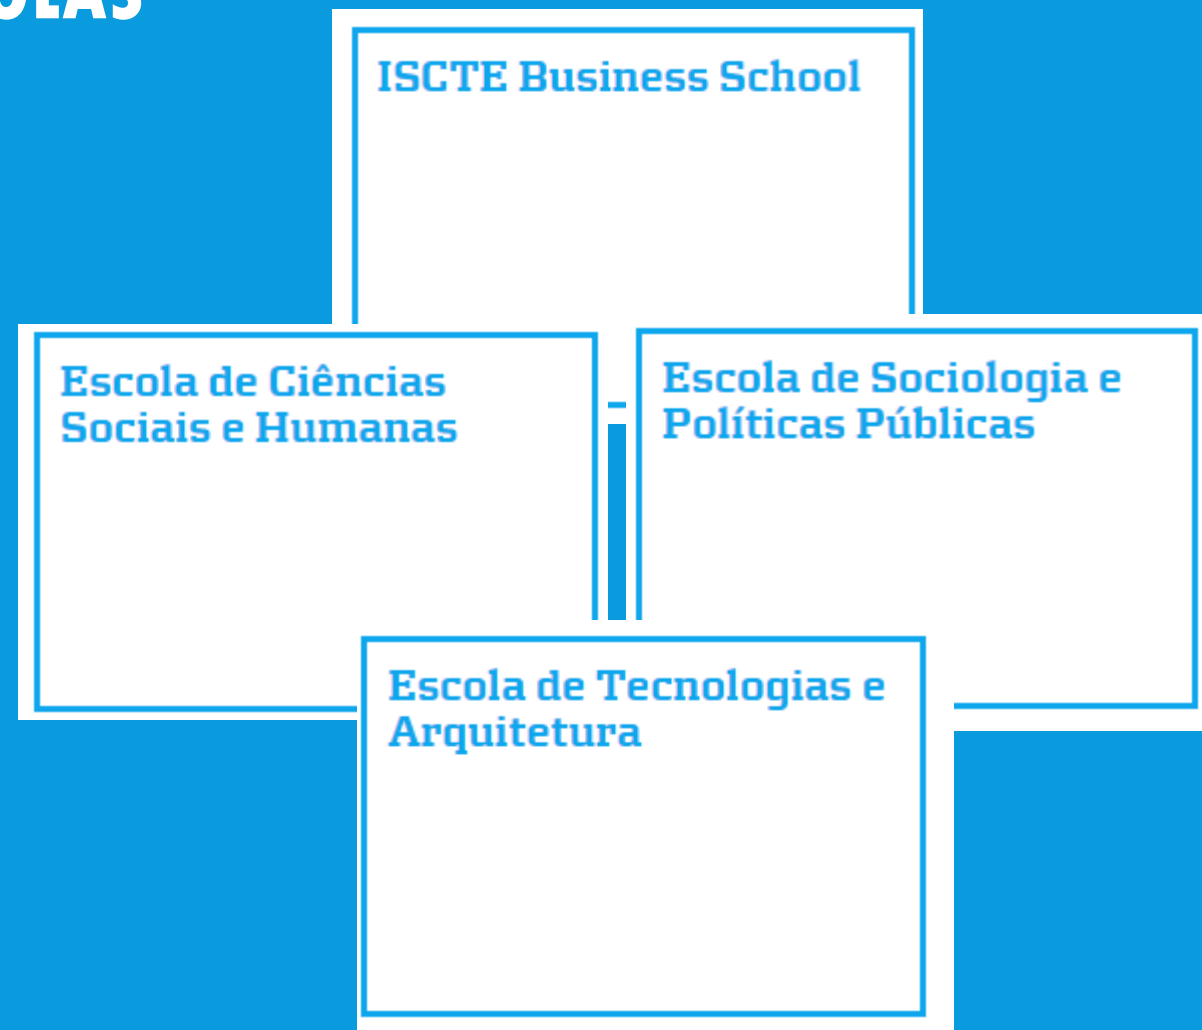 ISCTE Business School
Escola de Ciências
Sociais e Humanas
Escola de Sociologia e
Políticas Públicas
Escola de Tecnologias e
Arquitetura